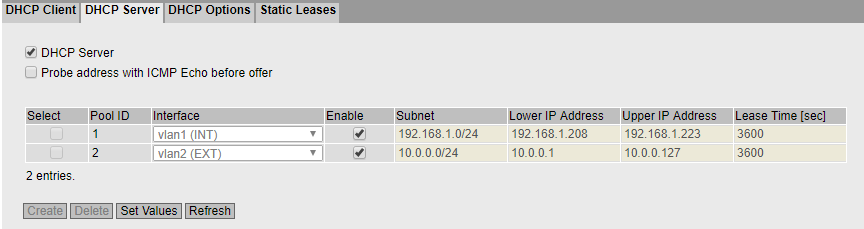 DHCP Client DHCP Server DHCP Options Static Leases
DHCP Server
Probe address with ICMP Echo before offer
Select Pool ID Interface Enable Subnet Lower IP Address Upper IP Address Lease Time [sec]
1 vlan1 (INT) 192.168.1.0/24 192.168.1.208 192.168.1.223 3600
2 vlan2 (EXT) 10.0.0.0/24 10.0.0.1 10.0.0.127 3600
2 entries.
Create Delete Set Values Refresh